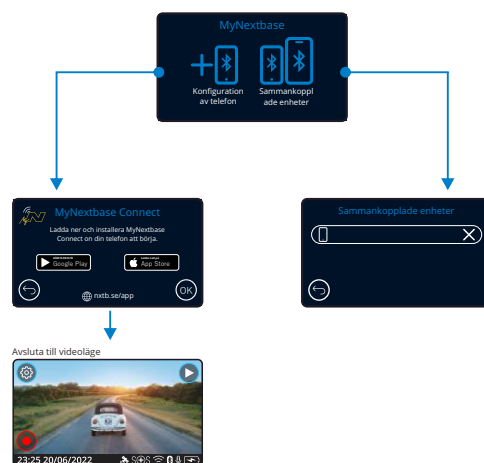 MyNextbase
Konfiguration
av telefon
Sammankoppl
ade enheter
MyNextbase Connect
Ladda ner och installera MyNextbase
Connect on din telefon att börja.
Google Play
App Store
nxtb.se/app
OK
Sammankopplade enheter
Avsluta till videoläge
23:25 20/06/2022
SOS